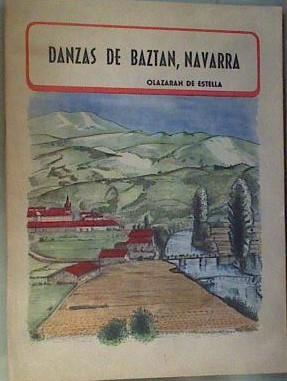 DANZAS DE BAZTAN, NAVARRA
OLAZARAN DE ESTELLA